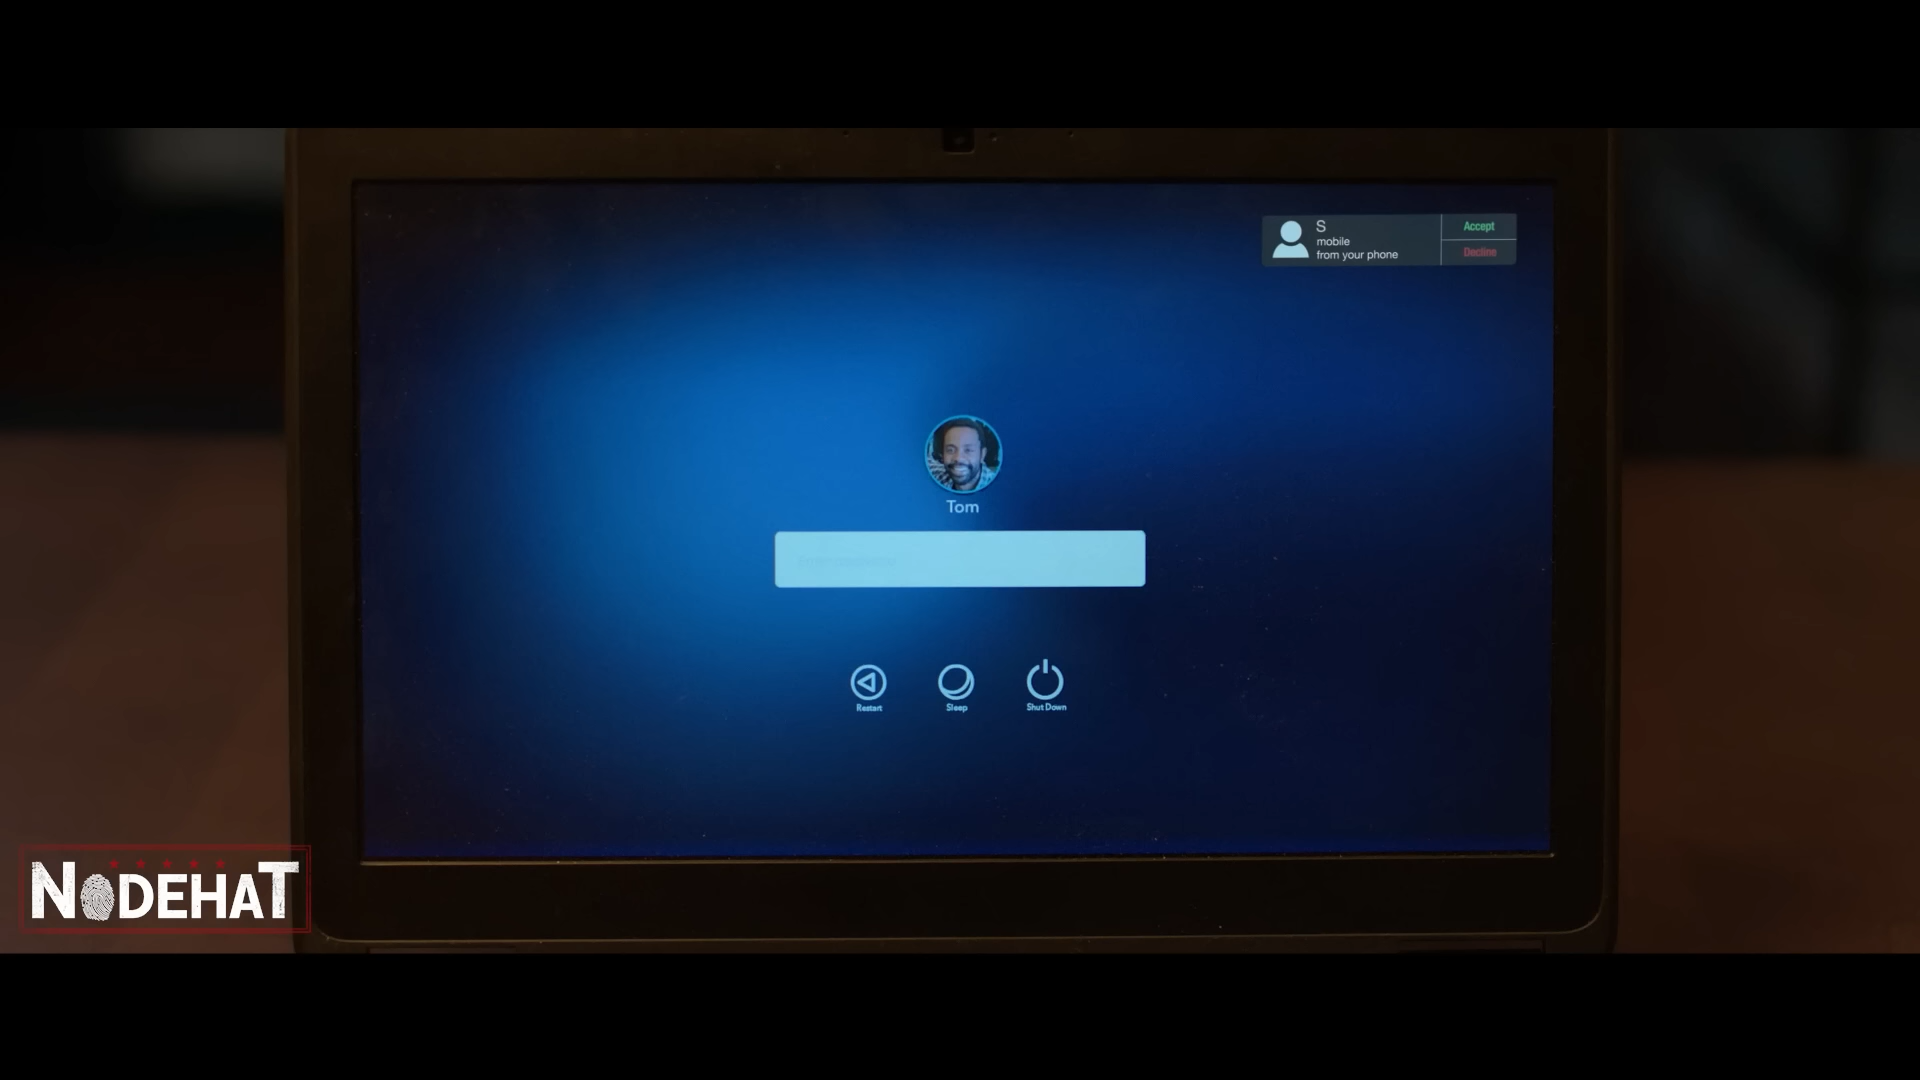 S
mobile
from your phone
Accept
Decline
Tom
Restart
Sleep
Shut Down
NODEHAT